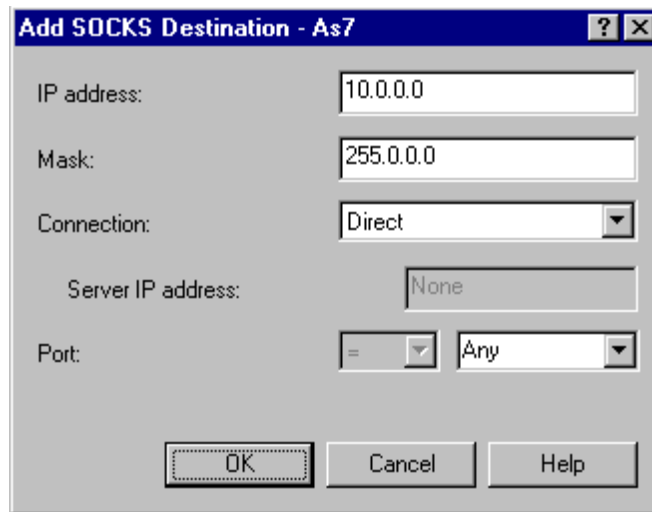 Add SOCKS Destination - As7
IP address: 10.0.0.0
Mask: 255.0.0.0
Connection: Direct
Server IP address: None
Port: = Any
OK Cancel Help